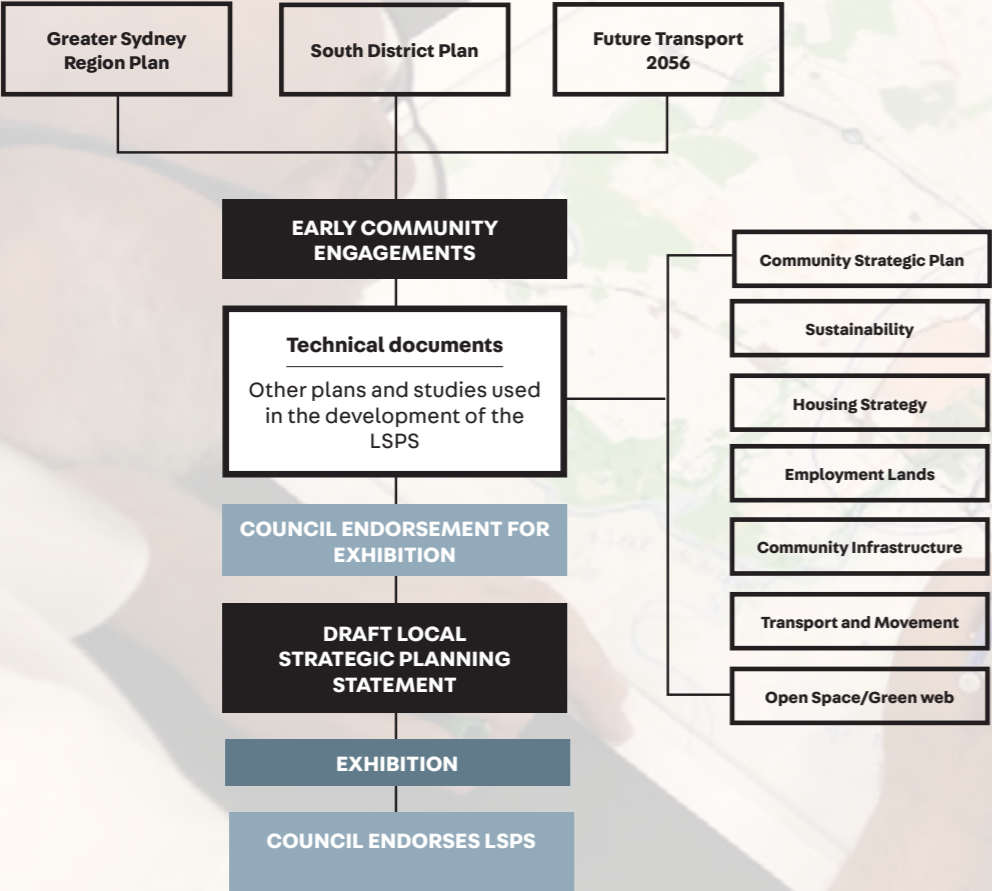 Greater Sydney
Region Plan
South District Plan
Future Transport
2056
EARLY COMMUNITY
ENGAGEMENTS
Technical documents
Other plans and studies used
in the development of the
LSPS
COUNCIL ENDORSEMENT FOR
EXHIBITION
DRAFT LOCAL
STRATEGIC PLANNING
STATEMENT
EXHIBITION
COUNCIL ENDORSES LSPS
Community Strategic Plan
Sustainability
Housing Strategy
Employment Lands
Community Infrastructure
Transport and Movement
Open Space/Green web